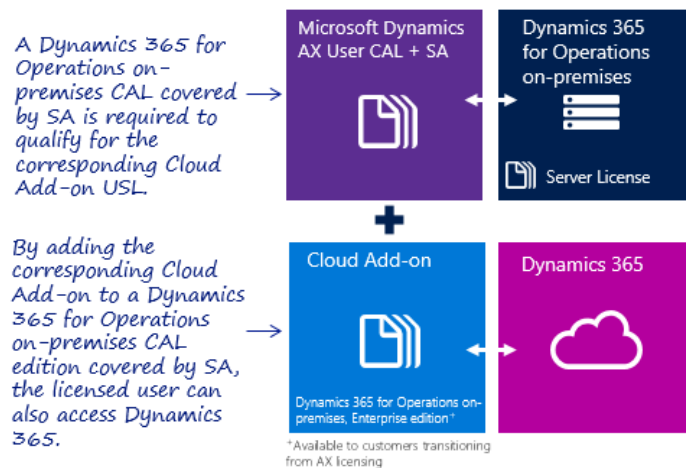 A Dynamics 365 for
Operations on-
premises CAL covered
by SA is required to
qualify for the
corresponding Cloud
Add-on USL.
Microsoft Dynamics
AX User CAL + SA
Dynamics 365
for Operations
on-premises
Server License
By adding the
corresponding Cloud
Add-on to a Dynamics
365 for Operations
on-premises CAL
edition covered by SA,
the licensed user can
also access Dynamics
365.
Cloud Add-on
Dynamics 365 for Operations on-
premises, Enterprise edition⁺
Dynamics 365
⁺Available to customers transitioning
from AX licensing